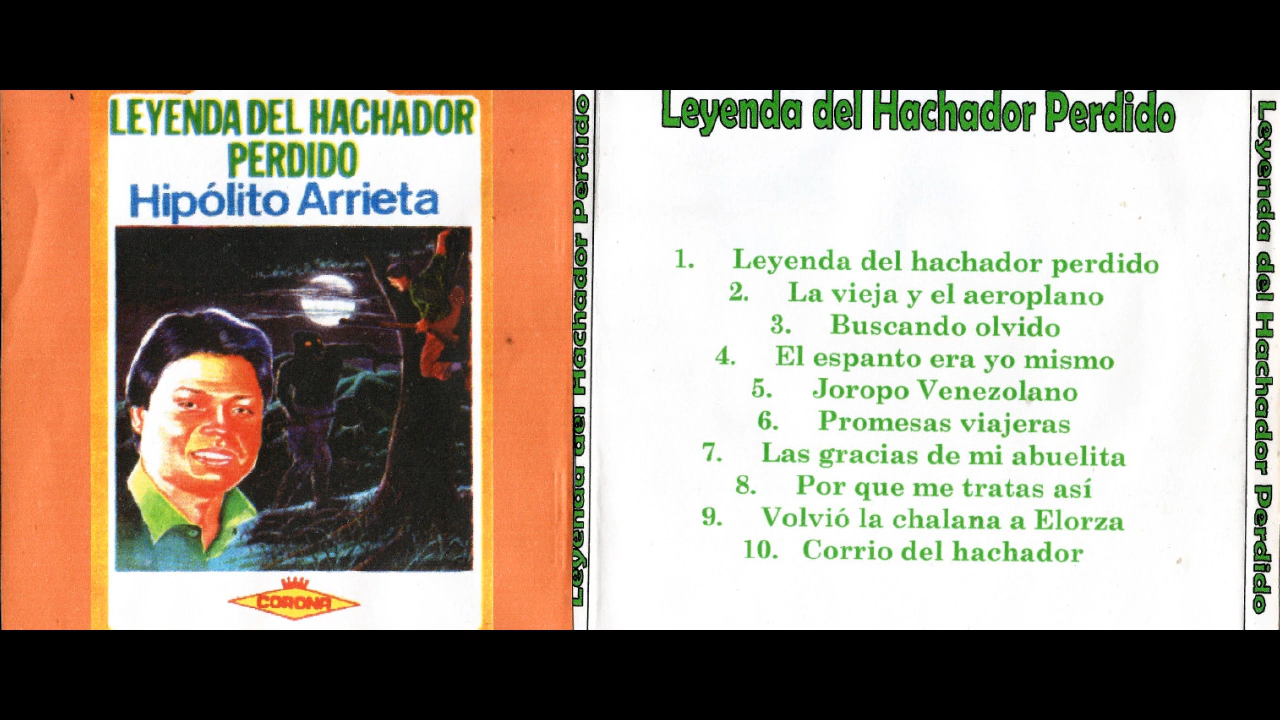 LEYENDA DEL HACHADOR
PERDIDO
Hipólito Arrieta
CORONA
Leyenda del Hachador Perdido
Leyenda del Hachador Perdido
1. Leyenda del hachador perdido
2. La vieja y el aeroplano
3. Buscando olvido
4. El espanto era yo mismo
5. Joropo Venezolano
6. Promesas viajeras
7. Las gracias de mi abuelita
8. Por que me tratas así
9. Volvió la chalana a Elorza
10. Corrio del hachador
Leyenda del Hachador Perdido